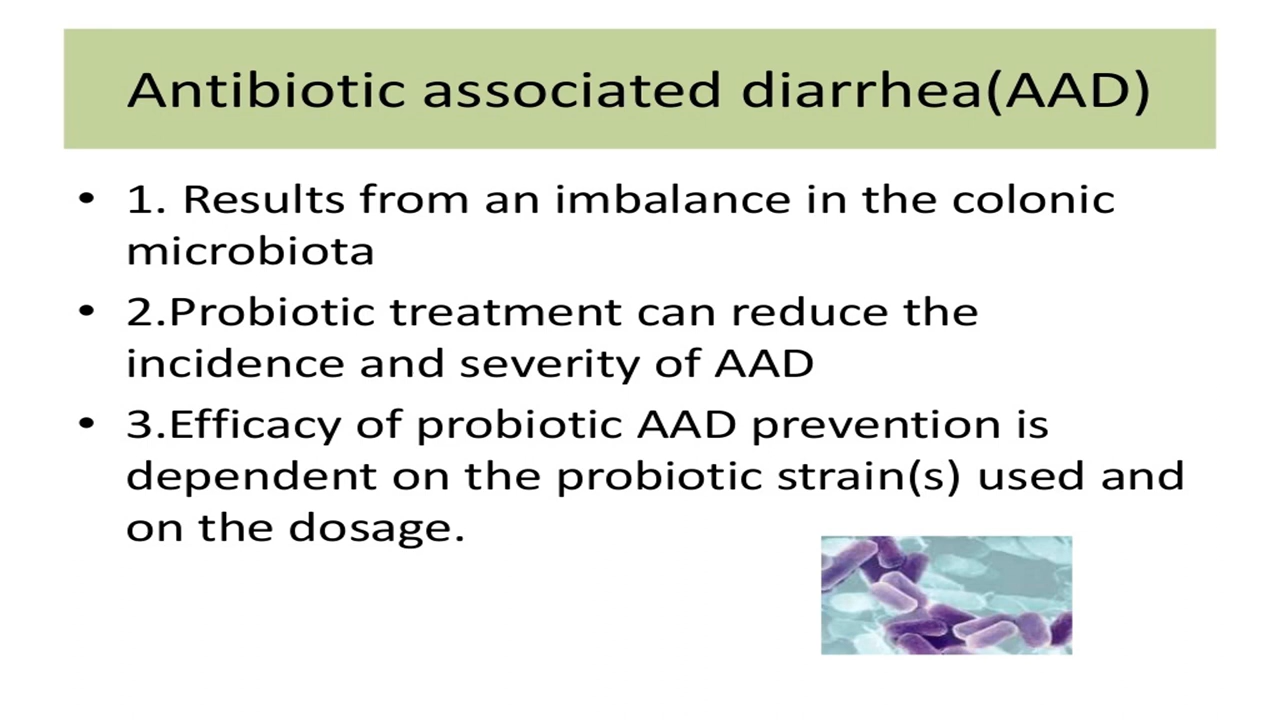 Antibiotic associated diarrhea(AAD)
• 1. Results from an imbalance in the colonic
microbiota
• 2.Probiotic treatment can reduce the
incidence and severity of AAD
• 3.Efficacy of probiotic AAD prevention is
dependent on the probiotic strain(s) used and
on the dosage.